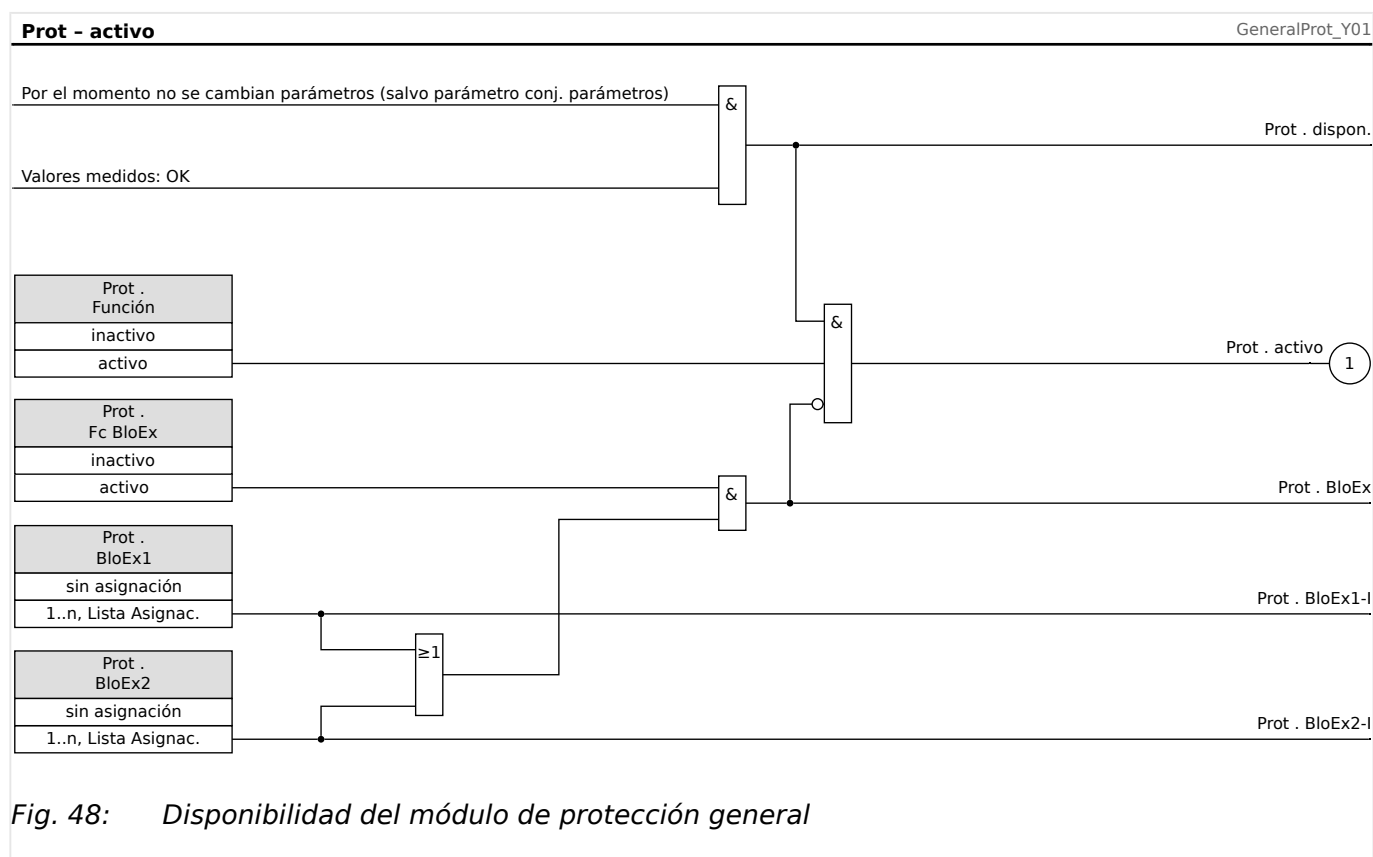 Prot – activo
GeneralProt_Y01
Por el momento no se cambian parámetros (salvo parámetro conj. parámetros)
&
Prot . dispon.
Valores medidos: OK
Prot .
Función
inactivo
activo
&
Prot . activo
1
Prot .
Fc BloEx
inactivo
activo
&
Prot . BloEx
Prot .
BloEx1
sin asignación
1..n, Lista Asignac.
Prot . BloEx1-I
≥1
Prot .
BloEx2
sin asignación
1..n, Lista Asignac.
Prot . BloEx2-I
Fig. 48: Disponibilidad del módulo de protección general